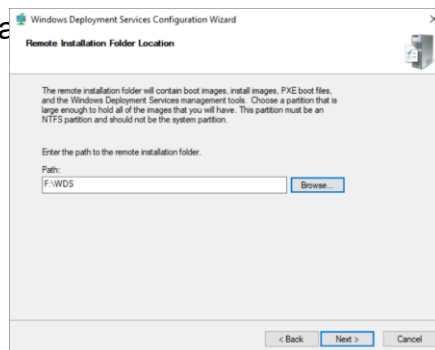 Windows Deployment Services Configuration Wizard
Remote Installation Folder Location
The remote installation folder will contain boot images, install images, PXE boot files,
and the Windows Deployment Services management tools. Choose a partition that is
large enough to hold all of the images that you will have. This partition must be an
NTFS partition and should not be the system partition.
Enter the path to the remote installation folder.
Path:
F:\WDS
Browse...
< Back
Next >
Cancel